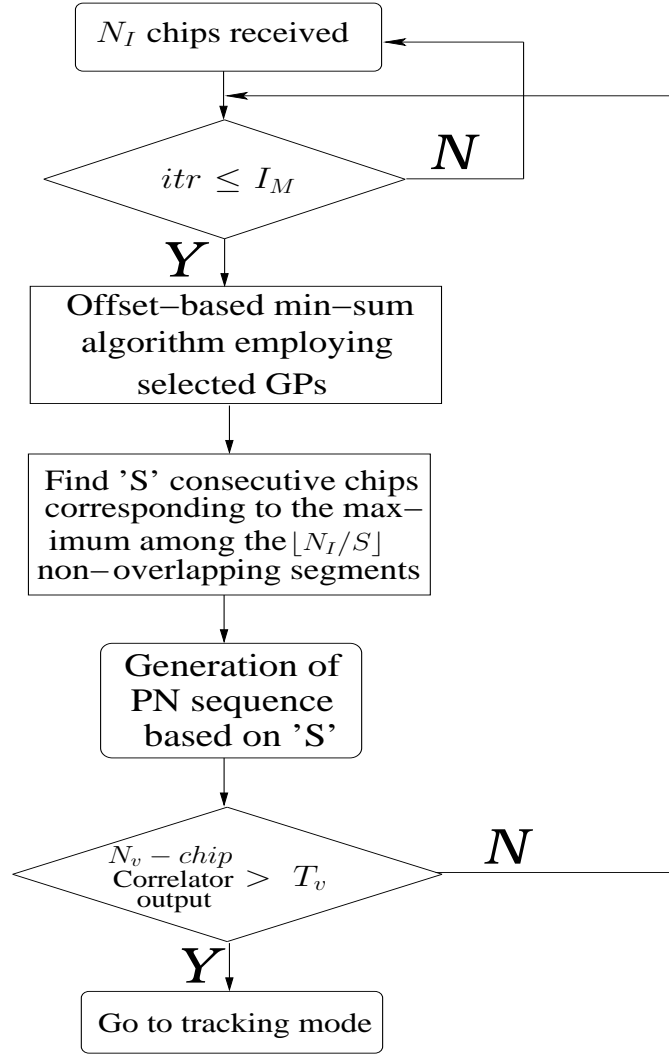 N_I chips received
itr ≤ I_M
N
Y
Offset–based min–sum
algorithm employing
selected GPs
Find 'S' consecutive chips
corresponding to the max–
imum among the ⌊N_I/S⌋
non–overlapping segments
Generation of
PN sequence
based on 'S'
N_v − chip
Correlator > T_v
output
N
Y
Go to tracking mode